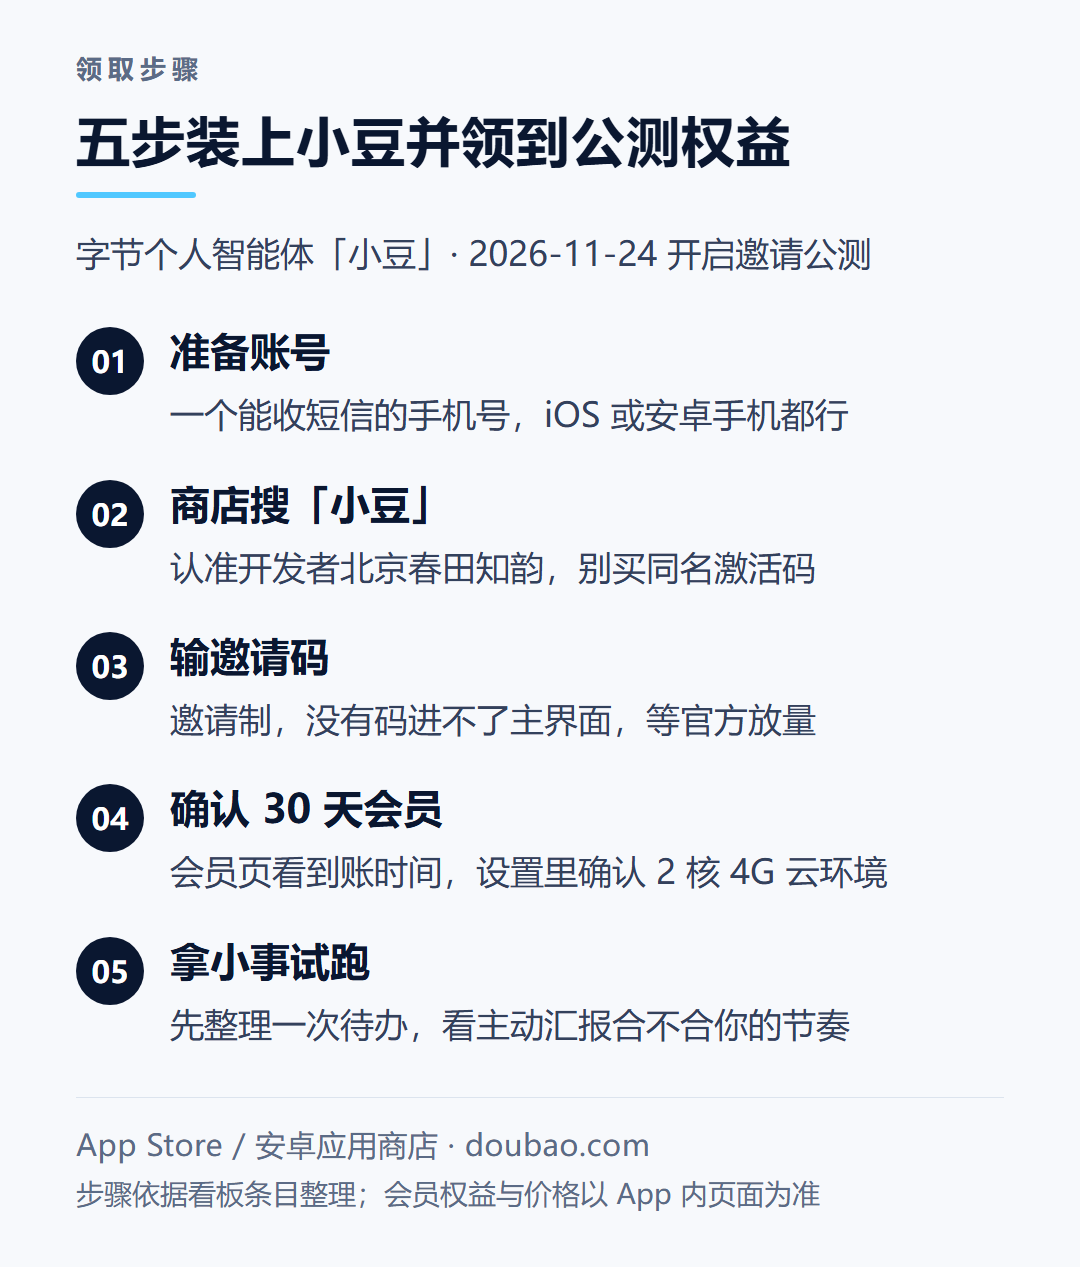 领取步骤
五步装上小豆并领到公测权益
字节个人智能体「小豆」· 2026-11-24 开启邀请公测
01
准备账号
一个能收短信的手机号，iOS 或安卓手机都行
02
商店搜「小豆」
认准开发者北京春田知韵，别买同名激活码
03
输邀请码
邀请制，没有码进不了主界面，等官方放量
04
确认 30 天会员
会员页看到账时间，设置里确认 2 核 4G 云环境
05
拿小事试跑
先整理一次待办，看主动汇报合不合你的节奏
App Store / 安卓应用商店 · doubao.com
步骤依据看板条目整理；会员权益与价格以 App 内页面为准